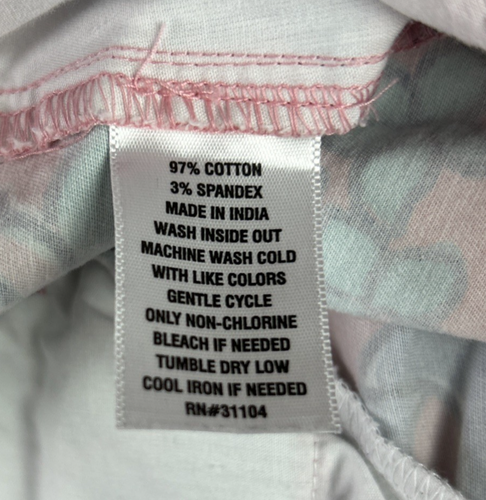 97% COTTON
3% SPANDEX
MADE IN INDIA
WASH INSIDE OUT
MACHINE WASH COLD
WITH LIKE COLORS
GENTLE CYCLE
ONLY NON-CHLORINE
BLEACH IF NEEDED
TUMBLE DRY LOW
COOL IRON IF NEEDED
RN#31104